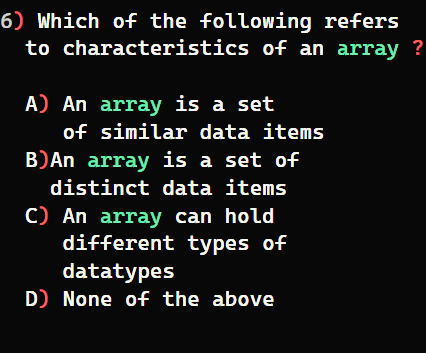 6) Which of the following refers
to characteristics of an array ?
A) An array is a set
of similar data items
B)An array is a set of
distinct data items
C) An array can hold
different types of
datatypes
D) None of the above